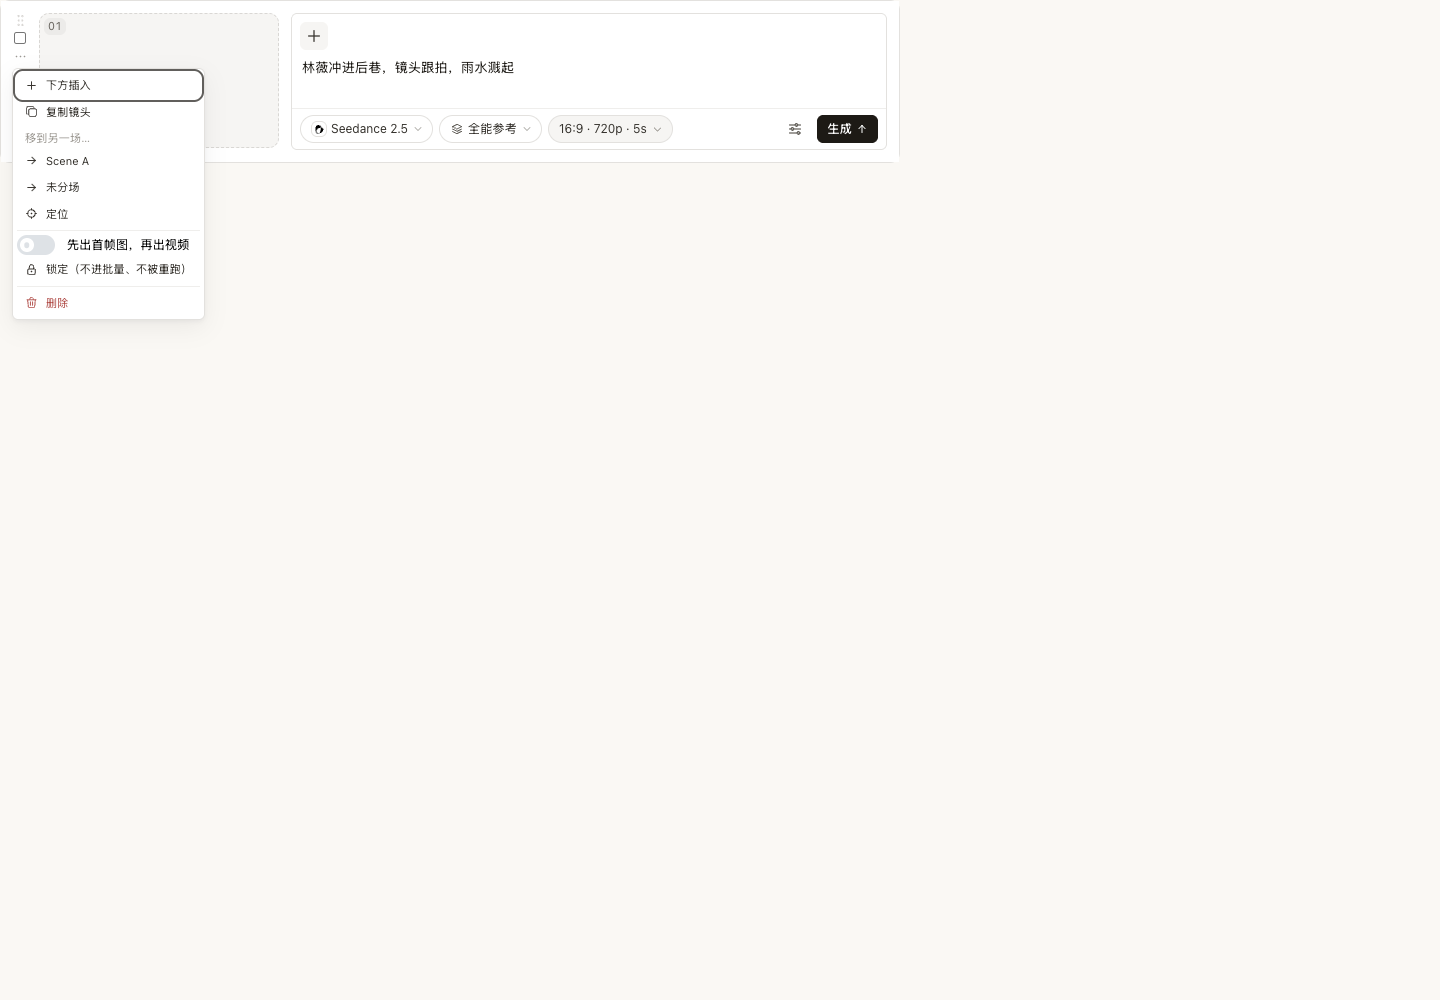 01
林薇冲进后巷，镜头跟拍，雨水溅起
Seedance 2.5
全能参考
16:9 · 720p · 5s
生成 ↑
下方插入
复制镜头
移到另一场...
Scene A
未分场
定位
先出首帧图，再出视频
锁定（不进批量、不被重跑）
删除